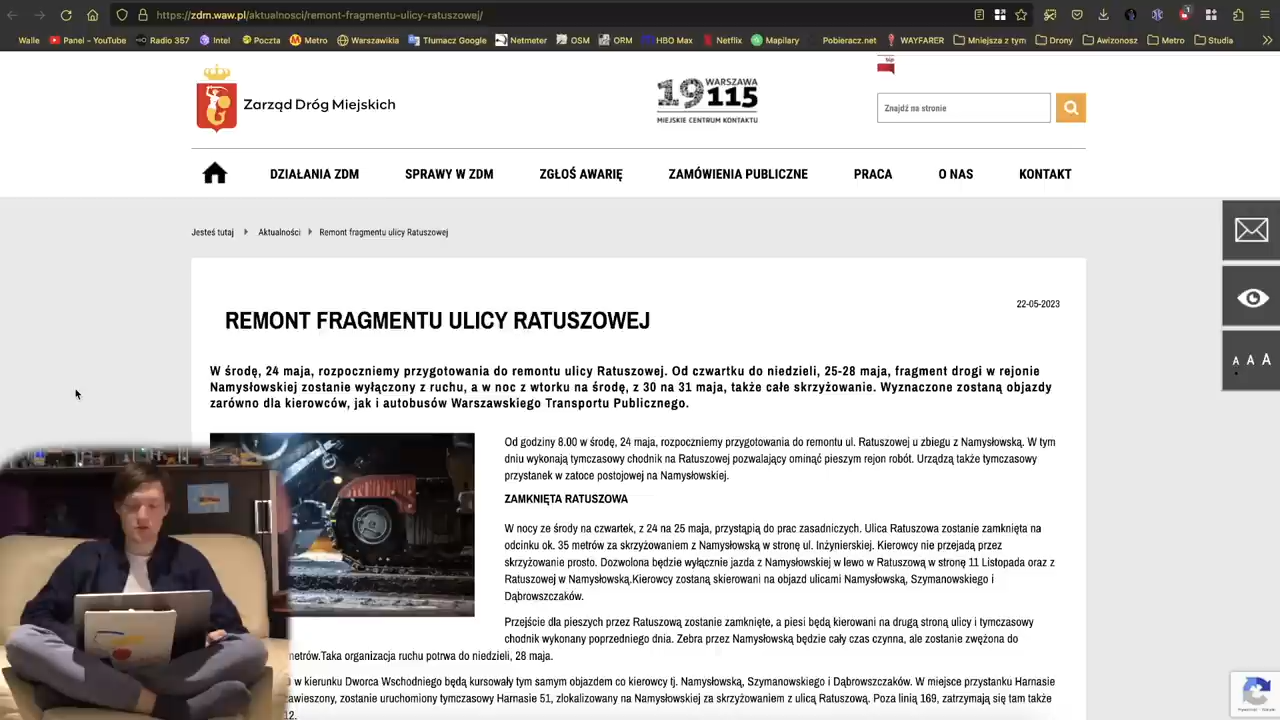 https://zdm.waw.pl/aktualnosci/remont-fragmentu-ulicy-ratuszowej/
Walle Panel – YouTube Radio 357 Intel Poczta Metro Warszawska Tłumacz Google Netmeter OSM ORM HBO Max Netflix Mapilary Pobieracz.net WAYFARER Mniejsza z tym Drony Awizonosz Metro Studia
Zarząd Dróg Miejskich
19115 WARSZAWA
MIEJSKIE CENTRUM KONTAKTU
bip
Znajdź na stronie
DZIAŁANIA ZDM SPRAWY W ZDM ZGŁOŚ AWARIĘ ZAMÓWIENIA PUBLICZNE PRACA O NAS KONTAKT
Jesteś tutaj Aktualności Remont fragmentu ulicy Ratuszowej
22-05-2023
REMONT FRAGMENTU ULICY RATUSZOWEJ
A A A
W środę, 24 maja, rozpoczniemy przygotowania do remontu ulicy Ratuszowej. Od czwartku do niedzieli, 25-28 maja, fragment drogi w rejonie
Namysłowskiej zostanie wyłączony z ruchu, a w noc z wtorku na środę, z 30 na 31 maja, także całe skrzyżowanie. Wyznaczone zostaną objazdy
zarówno dla kierowców, jak i autobusów Warszawskiego Transportu Publicznego.
Od godziny 8.00 w środę, 24 maja, rozpoczniemy przygotowania do remontu ul. Ratuszowej u zbiegu z Namysłowską. W tym
dniu wykonają tymczasowy chodnik na Ratuszowej pozwalający ominąć pieszym rejon robót. Urządzą także tymczasowy
przystanek w zatoce postojowej na Namysłowskiej.
ZAMKNIĘTA RATUSZOWA
W nocy ze środy na czwartek, z 24 na 25 maja, przystąpią do prac zasadniczych. Ulica Ratuszowa zostanie zamknięta na
odcinku ok. 35 metrów za skrzyżowaniem z Namysłowską w stronę ul. Inżynierskiej. Kierowcy nie przejadą przez
skrzyżowanie prosto. Dozwolona będzie wyłącznie jazda z Namysłowskiej w lewo w Ratuszową w stronę 11 Listopada oraz z
Ratuszowej w Namysłowską.Kierowcy zostaną skierowani na objazd ulicami Namysłowską, Szymanowskiego i
Dąbrowszczaków.
Przejście dla pieszych przez Ratuszową zostanie zamknięte, a piesi będą kierowani na drugą stroną ulicy i tymczasowy
chodnik wykonany poprzedniego dnia. Zebra przez Namysłowską będzie cały czas czynna, ale zostanie zwężona do
metrów.Taka organizacja ruchu potrwa do niedzieli, 28 maja.
w kierunku Dworca Wschodniego będą kursowały tym samym objazdem co kierowcy tj. Namysłowską, Szymanowskiego i Dąbrowszczaków. W miejsce przystanku Harnasie
awieszony, zostanie uruchomiony tymczasowy Harnasie 51, zlokalizowany na Namysłowskiej za skrzyżowaniem z ulicą Ratuszową. Poza linią 169, zatrzymają się tam także
12.